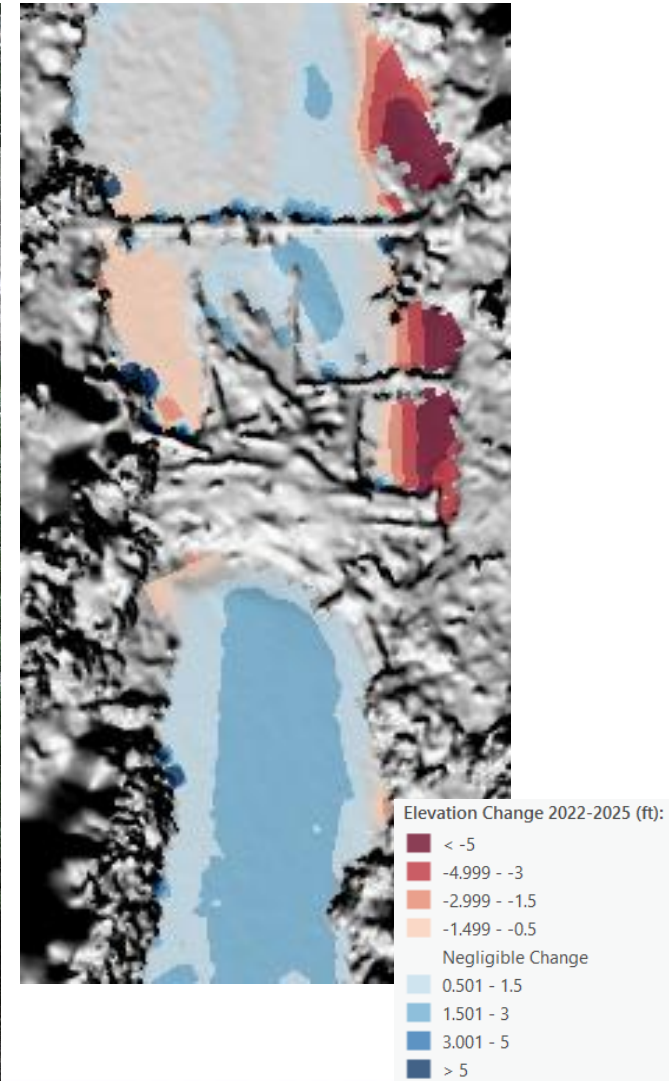 Elevation Change 2022-2025 (ft):
< -5
-4.999 - -3
-2.999 - -1.5
-1.499 - -0.5
Negligible Change
0.501 - 1.5
1.501 - 3
3.001 - 5
> 5